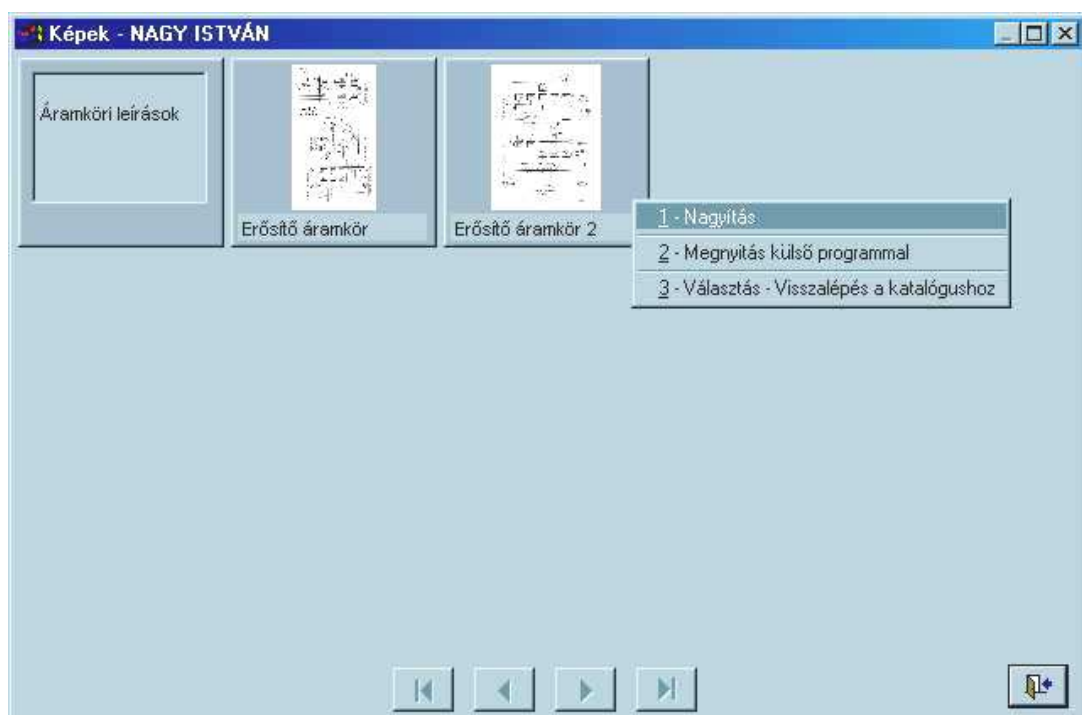 Képek - NAGY ISTVÁN
Áramköri leírások
Erősítő áramkör
Erősítő áramkör 2
1 - Nagyítás
2 - Megnyitás külső programmal
3 - Választás - Visszalépés a katalógushoz